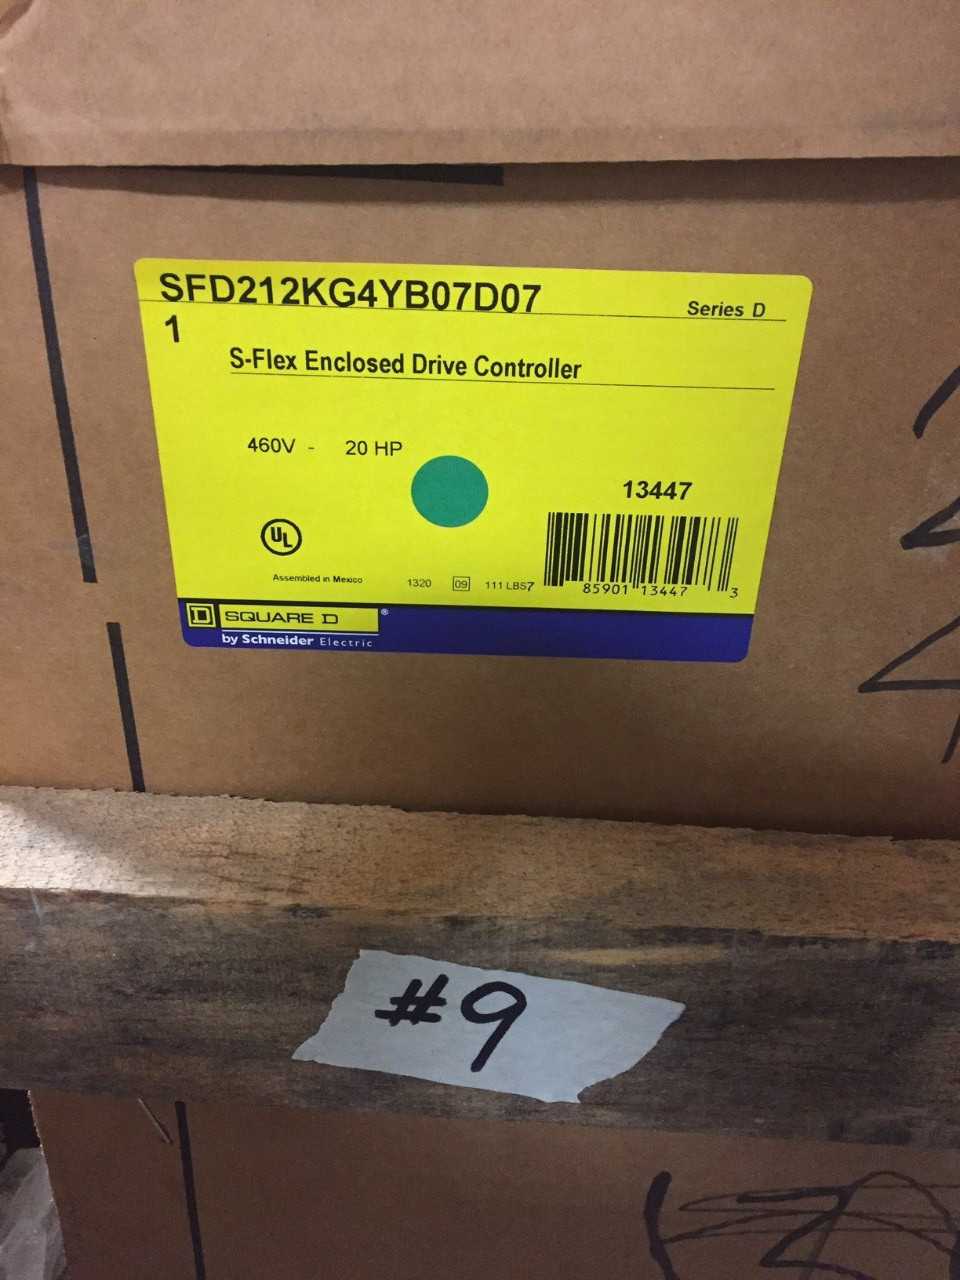 SFD212KG4YB07D07
Series D
1
S-Flex Enclosed Drive Controller
460V - 20 HP
13447
UL
Assembled in Mexico
1320 09 111 LBS
7 85901 13447 3
D SQUARE D ®
by Schneider Electric
#9